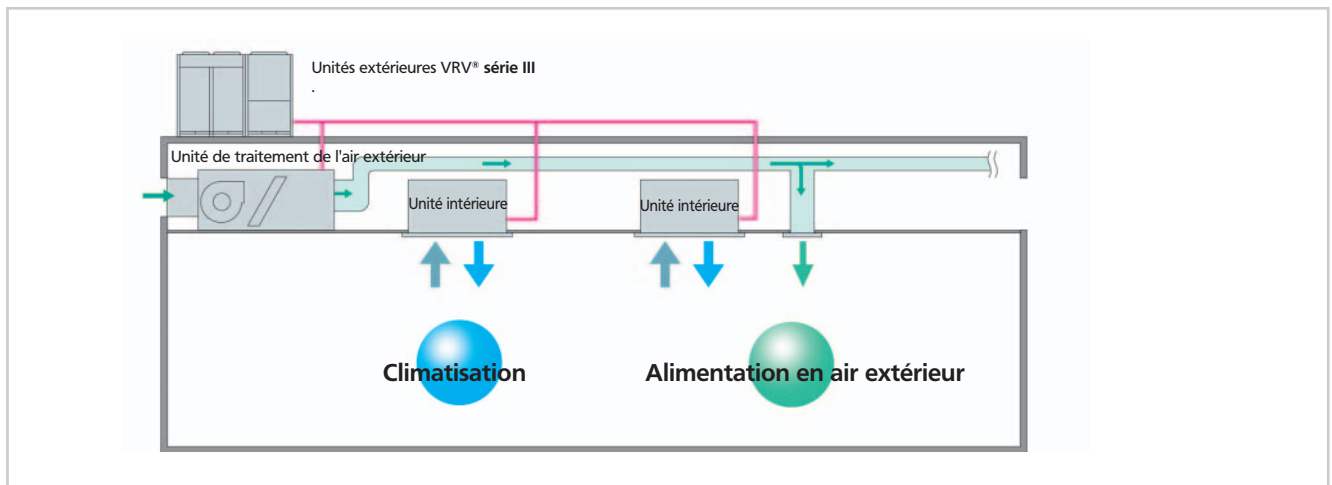 Unités extérieures VRV® série III
.
Unité de traitement de l'air extérieur
Unité intérieure
Unité intérieure
Climatisation
Alimentation en air extérieur